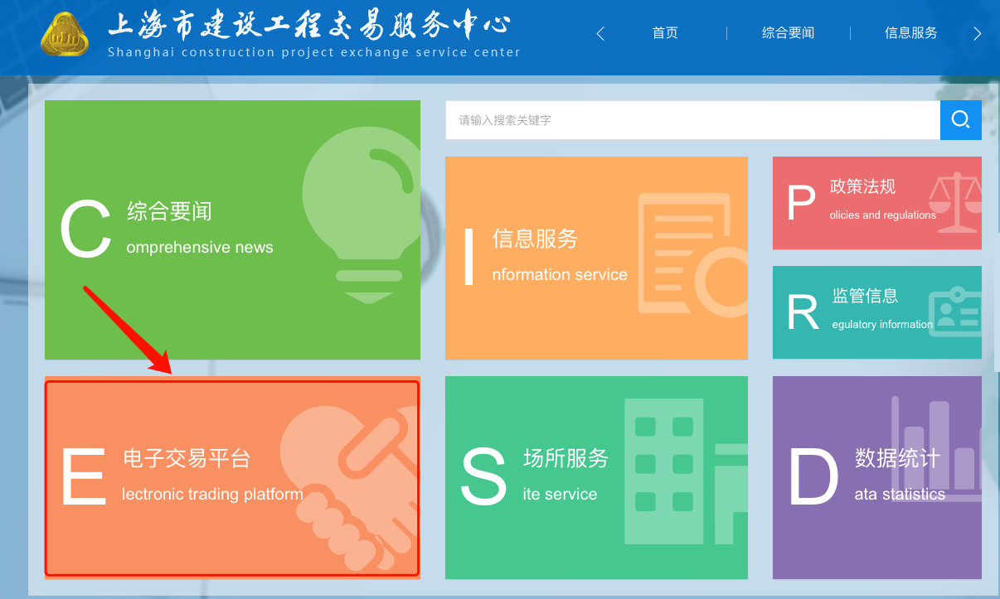 上海市建设工程交易服务中心
Shanghai construction project exchange service center
首页
综合要闻
信息服务
请输入搜索关键字
C 综合要闻
omprehensive news
I 信息服务
nformation service
P 政策法规
olicies and regulations
R 监管信息
egulatory information
E 电子交易平台
lectronic trading platform
S 场所服务
ite service
D 数据统计
ata statistics